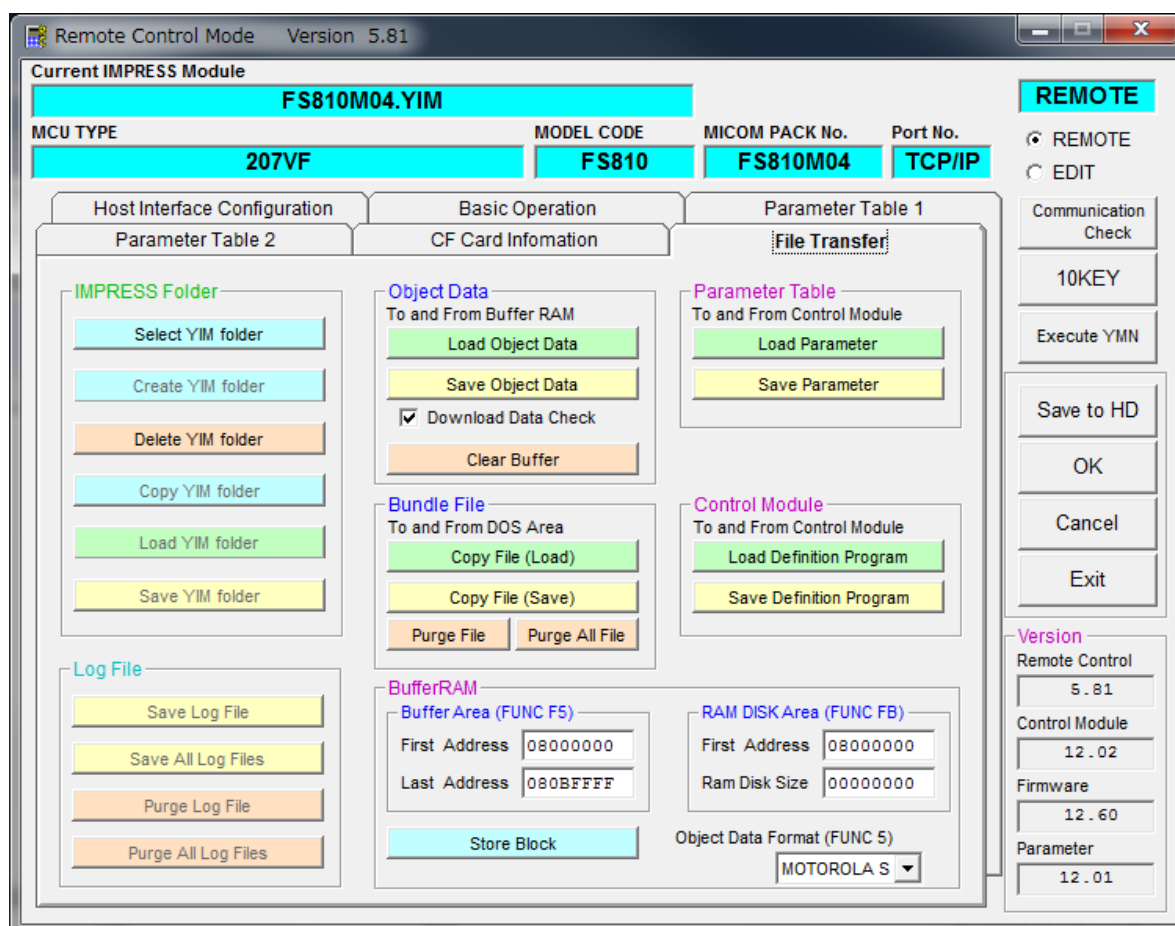 Remote Control Mode Version 5.81
Current IMPRESS Module
FS810M04.YIM
MCU TYPE
MODEL CODE
MICOM PACK No.
Port No.
207VF
FS810
FS810M04
TCP/IP
Host Interface Configuration
Basic Operation
Parameter Table 1
Parameter Table 2
CF Card Infomation
File Transfer
IMPRESS Folder
Select YIM folder
Create YIM folder
Delete YIM folder
Copy YIM folder
Load YIM folder
Save YIM folder
Log File
Save Log File
Save All Log Files
Purge Log File
Purge All Log Files
Object Data
To and From Buffer RAM
Load Object Data
Save Object Data
Download Data Check
Clear Buffer
Bundle File
To and From DOS Area
Copy File (Load)
Copy File (Save)
Purge File
Purge All File
Parameter Table
To and From Control Module
Load Parameter
Save Parameter
Control Module
To and From Control Module
Load Definition Program
Save Definition Program
BufferRAM
Buffer Area (FUNC F5)
First Address 08000000
Last Address 080BFFFF
RAM DISK Area (FUNC FB)
First Address 08000000
Ram Disk Size 00000000
Store Block
Object Data Format (FUNC 5)
MOTOROLA S
REMOTE
REMOTE
EDIT
Communication
Check
10KEY
Execute YMN
Save to HD
OK
Cancel
Exit
Version
Remote Control
5.81
Control Module
12.02
Firmware
12.60
Parameter
12.01